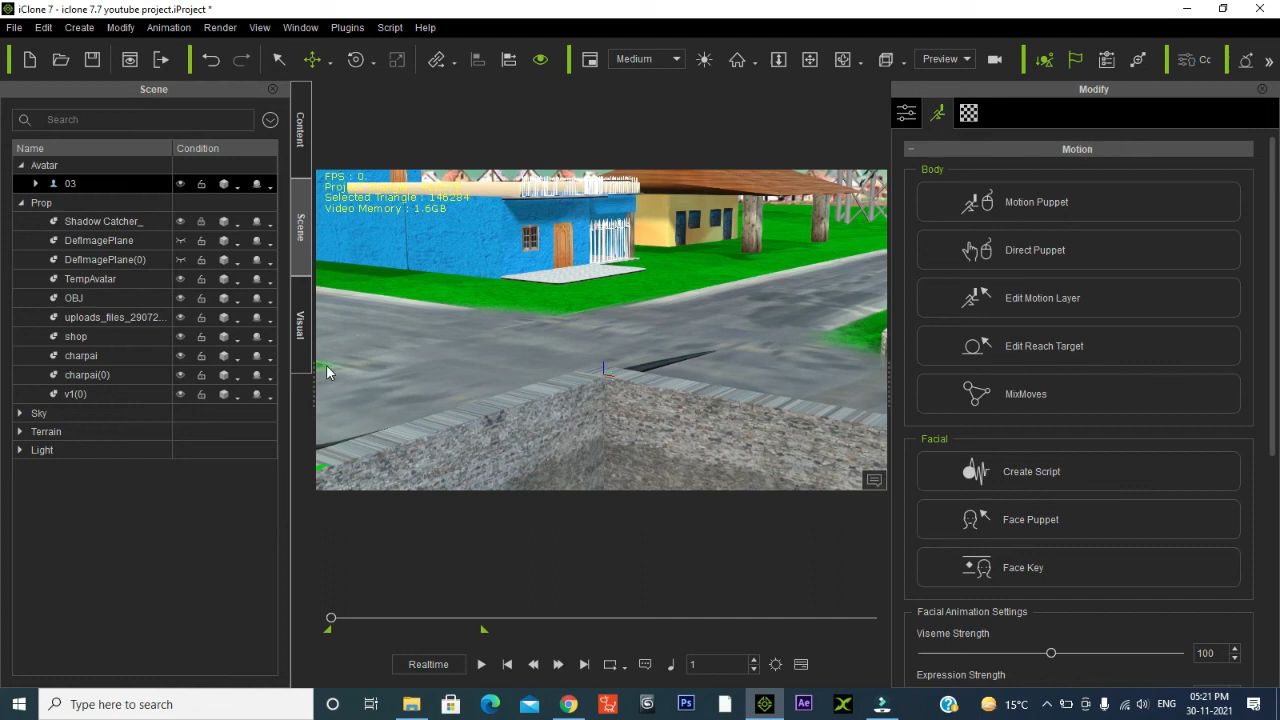 iClone 7 - iclone 7.7 youtube project.iProject *
File Edit Create Modify Animation Render View Window Plugins Script Help
Medium
Preview
Cc
Scene
Search
Name Condition
Avatar
03
Prop
Shadow Catcher_
DefImagePlane
DefImagePlane(0)
TempAvatar
OBJ
uploads_files_29072...
shop
charpai
charpai(0)
v1(0)
Sky
Terrain
Light
Content
Scene
Visual
FPS : 0.
Selected Triangle : 146284
Video Memory : 1.6GB
Realtime
1
Modify
Motion
Body
Motion Puppet
Direct Puppet
Edit Motion Layer
Edit Reach Target
MixMoves
Facial
Create Script
Face Puppet
Face Key
Facial Animation Settings
Viseme Strength
100
Expression Strength
Type here to search
Ps
Ae
15°C
ENG
05:21 PM
30-11-2021